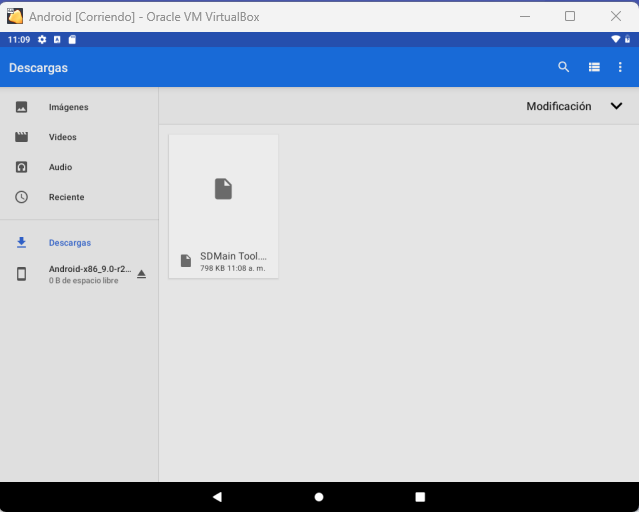 Android [Corriendo] - Oracle VM VirtualBox
11:09
Descargas
Imágenes
Videos
Audio
Reciente
Descargas
Android-x86_9.0-r2...
0 B de espacio libre
Modificación
SDMain Tool....
798 KB 11:08 a. m.